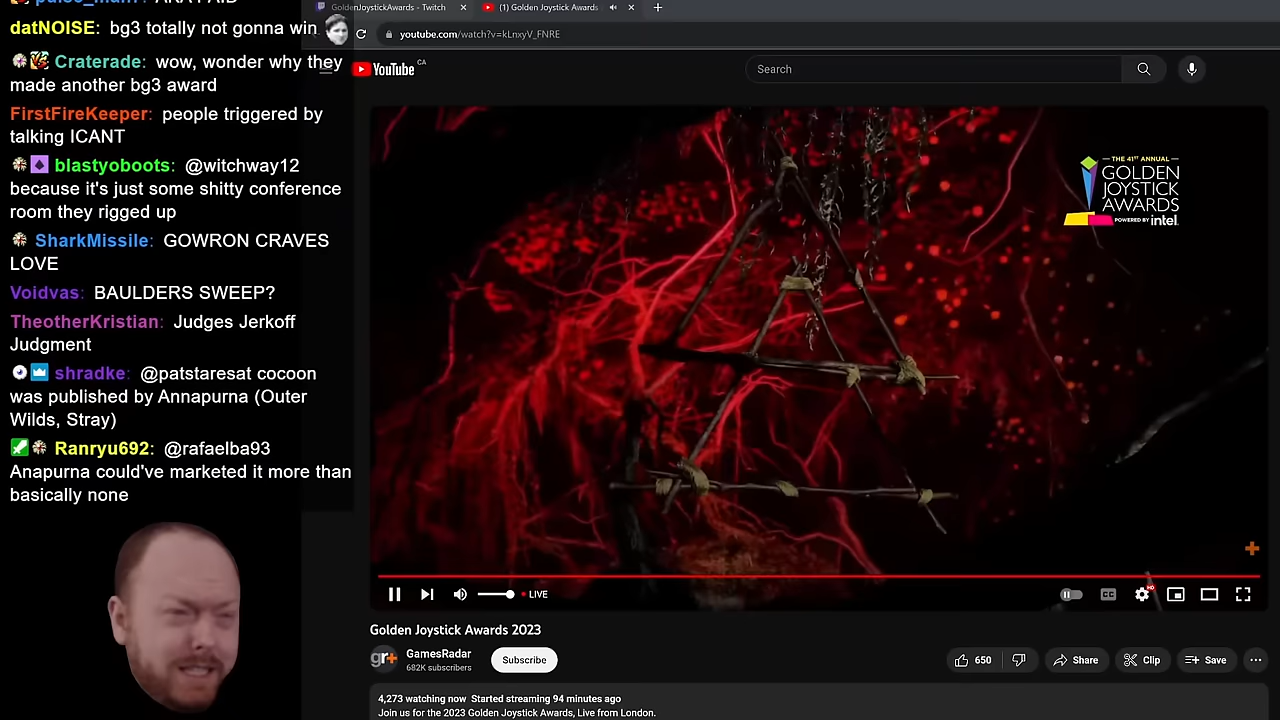 GoldenJoystickAwards - Twitch
(1) Golden Joystick Awards
youtube.com/watch?v=kLnxyV_FNRE
YouTube CA
Search
datNOISE: bg3 totally not gonna win
Craterade: wow, wonder why they
made another bg3 award
FirstFireKeeper: people triggered by
talking ICANT
blastyoboots: @witchway12
because it's just some shitty conference
room they rigged up
SharkMissile: GOWRON CRAVES
LOVE
Voidvas: BAULDERS SWEEP?
TheotherKristian: Judges Jerkoff
Judgment
shradke: @patstaresat cocoon
was published by Annapurna (Outer
Wilds, Stray)
Ranryu692: @rafaelba93
Anapurna could've marketed it more than
basically none
THE 41ST ANNUAL
GOLDEN
JOYSTICK
AWARDS
POWERED BY intel.
LIVE
CC
HD
Golden Joystick Awards 2023
gr+
GamesRadar
682K subscribers
Subscribe
650
Share
Clip
Save
4,273 watching now Started streaming 94 minutes ago
Join us for the 2023 Golden Joystick Awards, Live from London.